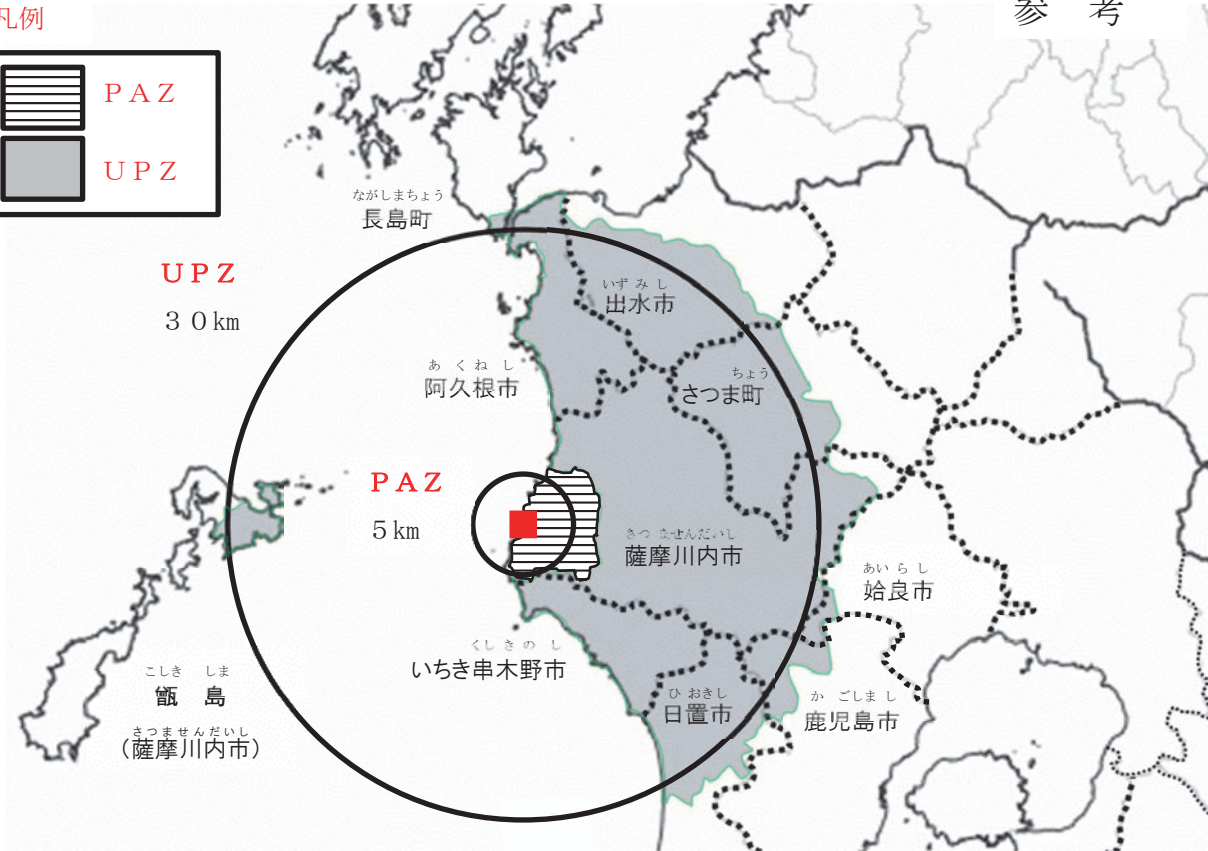 凡例
参 考
PAZ
UPZ
ながしまちょう
長島町
UPZ
30km
いずみし
出水市
あくねし
阿久根市
ちょう
さつま町
PAZ
5km
さつませんだいし
薩摩川内市
あいらし
姶良市
くしきのし
いちき串木野市
こしき しま
甑 島
さつませんだいし
(薩摩川内市)
ひおきし
日置市
かごしまし
鹿児島市